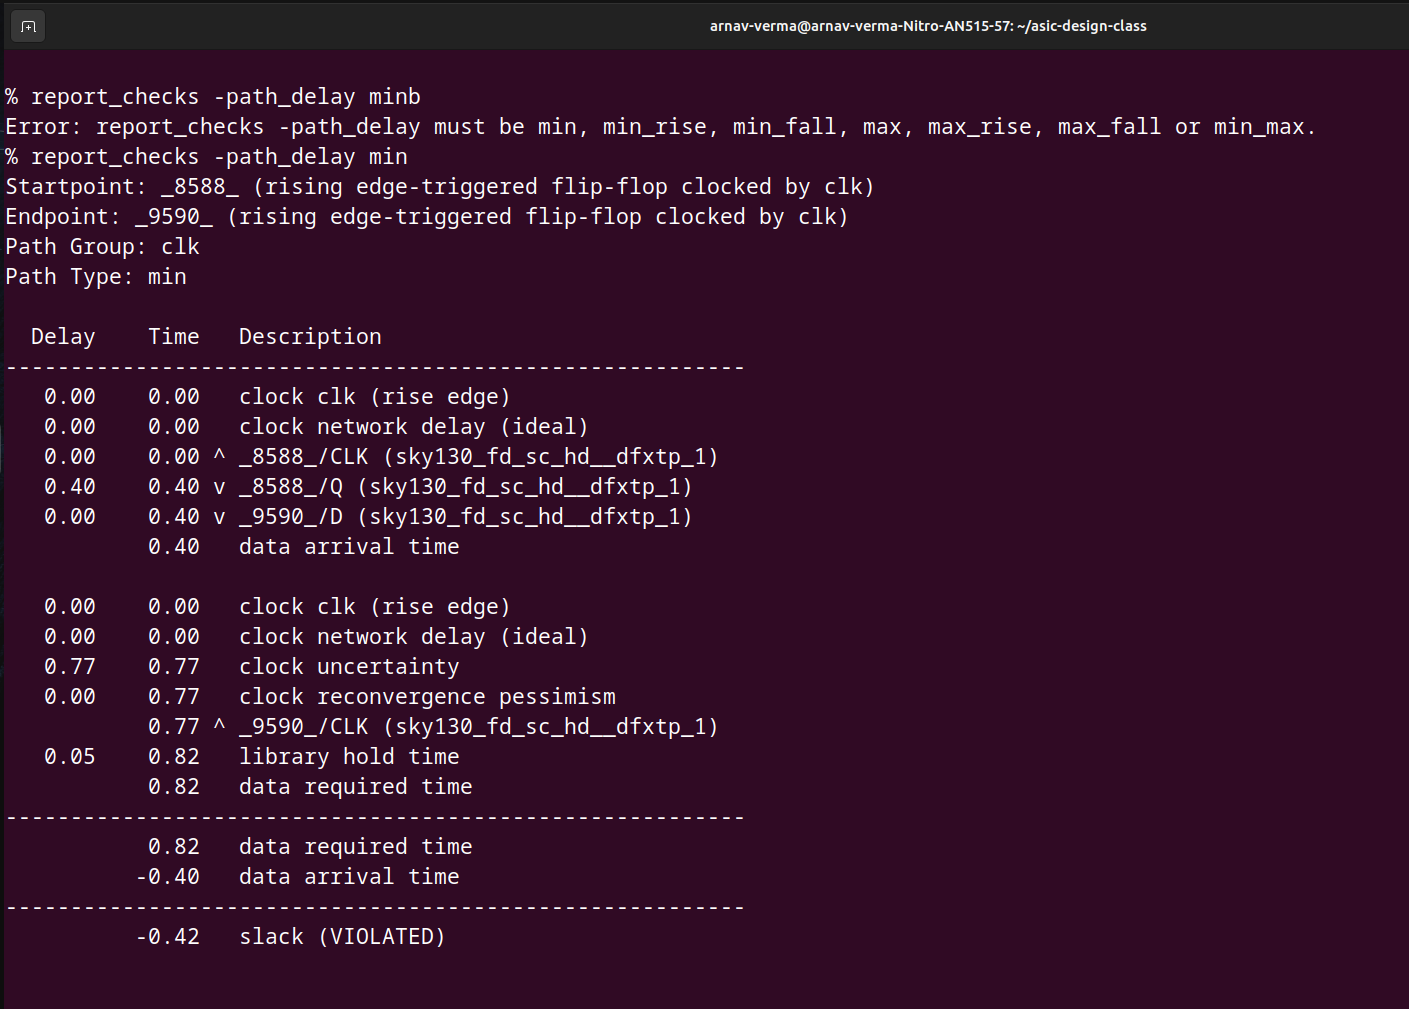 arnav-verma@arnav-verma-Nitro-AN515-57: ~/asic-design-class
% report_checks -path_delay minb
Error: report_checks -path_delay must be min, min_rise, min_fall, max, max_rise, max_fall or min_max.
% report_checks -path_delay min
Startpoint: _8588_ (rising edge-triggered flip-flop clocked by clk)
Endpoint: _9590_ (rising edge-triggered flip-flop clocked by clk)
Path Group: clk
Path Type: min
  Delay    Time   Description
---------------------------------------------------------
   0.00    0.00   clock clk (rise edge)
   0.00    0.00   clock network delay (ideal)
   0.00    0.00 ^ _8588_/CLK (sky130_fd_sc_hd__dfxtp_1)
   0.40    0.40 v _8588_/Q (sky130_fd_sc_hd__dfxtp_1)
   0.00    0.40 v _9590_/D (sky130_fd_sc_hd__dfxtp_1)
           0.40   data arrival time
   0.00    0.00   clock clk (rise edge)
   0.00    0.00   clock network delay (ideal)
   0.77    0.77   clock uncertainty
   0.00    0.77   clock reconvergence pessimism
           0.77 ^ _9590_/CLK (sky130_fd_sc_hd__dfxtp_1)
   0.05    0.82   library hold time
           0.82   data required time
---------------------------------------------------------
           0.82   data required time
          -0.40   data arrival time
---------------------------------------------------------
          -0.42   slack (VIOLATED)